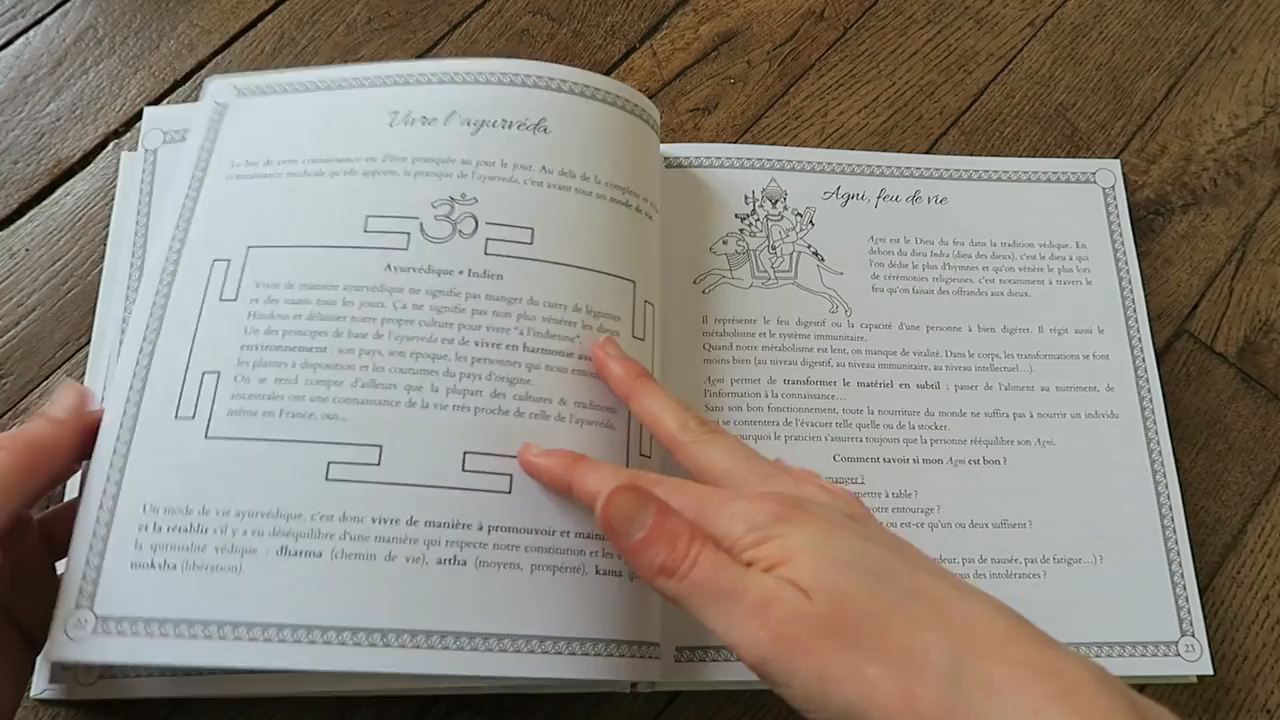 Vivre l'ayurvéda
Le but de cette connaissance est d'être pratiquée au jour le jour. Au delà de la complexe et
connaissance médicale qu'elle apporte, la pratique de l'ayurveda, c'est avant tout un mode de vie.
ॐ
Ayurvédique ≠ Indien
Vivre de manière ayurvédique ne signifie pas manger du curry de légumes
et des naans tous les jours. Ça ne signifie pas non plus vénérer les dieux
Hindous et délaisser notre propre culture pour vivre "à l'indienne".
Un des principes de base de l'ayurveda est de vivre en harmonie avec
environnement : son pays, son époque, les personnes qui nous
les plantes à disposition et les coutumes du pays d'origine.
On se rend compte d'ailleurs que la plupart des cultures & traditions
ancestrales ont une connaissance de la vie très proche de celle de l'ayurvéda,
même en France, oui...
Un mode de vie ayurvédique, c'est donc vivre de manière à promouvoir et
et la rétablir s'il y a eu déséquilibre d'une manière qui respecte notre constitution et les
la spiritualité védique : dharma (chemin de vie), artha (moyens, prospérité), kama
moksha (libération).
Agni, feu de vie
Agni est le Dieu du feu dans la tradition védique. En
dehors du dieu Indra (dieu des dieux), c'est le dieu à qui
l'on dédie le plus d'hymnes et qu'on vénère le plus lors
de cérémonies religieuses, c'est notamment à travers le
feu qu'on faisait des offrandes aux dieux.
Il représente le feu digestif ou la capacité d'une personne à bien digérer. Il régit aussi le
métabolisme et le système immunitaire.
Quand notre métabolisme est lent, on manque de vitalité. Dans le corps, les transformations se font
moins bien (au niveau digestif, au niveau immunitaire, au niveau intellectuel...).
Agni permet de transformer le matériel en subtil : passer de l'aliment au nutriment, de
l'information à la connaissance...
Sans son bon fonctionnement, toute la nourriture du monde ne suffira pas à nourrir un individu
se contentera de l'évacuer telle quelle ou de la stocker.
pourquoi le praticien s'assurera toujours que la personne rééquilibre son Agni.
Comment savoir si mon Agni est bon ?
manger ?
mettre à table ?
votre entourage ?
ou est-ce qu'un ou deux suffisent ?
pas de nausée, pas de fatigue...) ?
des intolérances ?
23